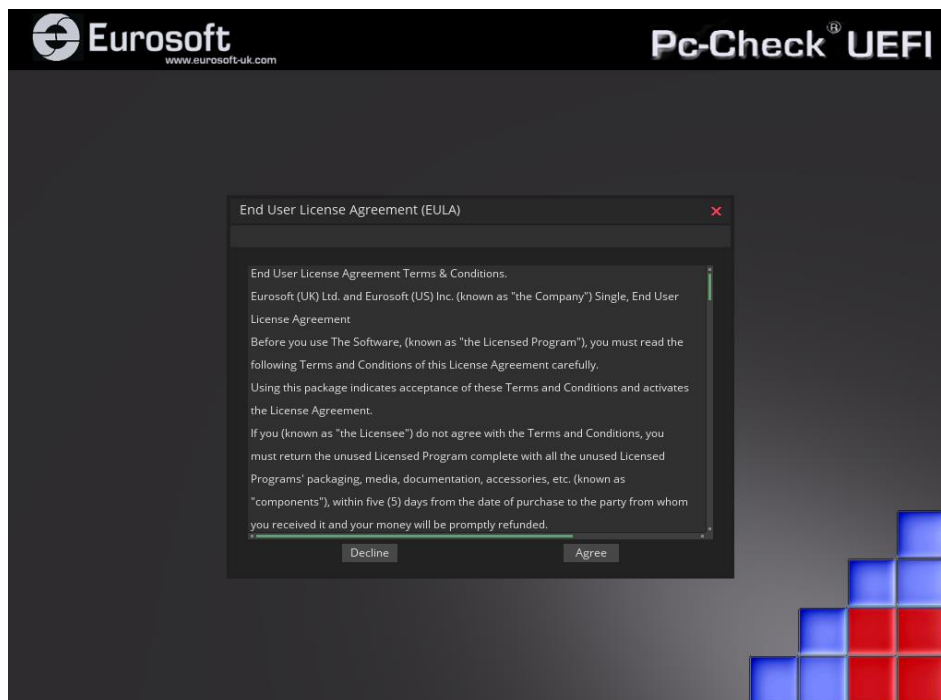 Eurosoft
www.eurosoft-uk.com
Pc-Check® UEFI
End User License Agreement (EULA)
End User License Agreement Terms & Conditions.
Eurosoft (UK) Ltd. and Eurosoft (US) Inc. (known as "the Company") Single, End User
License Agreement
Before you use The Software, (known as "the Licensed Program"), you must read the
following Terms and Conditions of this License Agreement carefully.
Using this package indicates acceptance of these Terms and Conditions and activates
the License Agreement.
If you (known as "the Licensee") do not agree with the Terms and Conditions, you
must return the unused Licensed Program complete with all the unused Licensed
Programs' packaging, media, documentation, accessories, etc. (known as
"components"), within five (5) days from the date of purchase to the party from whom
you received it and your money will be promptly refunded.
Decline
Agree